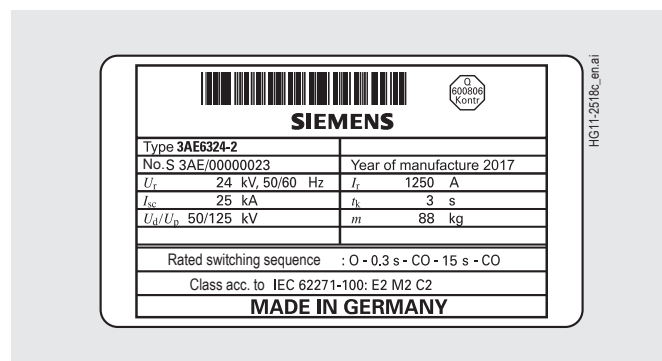 Q
600806
Kontr
SIEMENS
Type 3AE6324-2
No.S 3AE/00000023 Year of manufacture 2017
Ur 24 kV, 50/60 Hz Ir 1250 A
Isc 25 kA tk 3 s
Ud/Up 50/125 kV m 88 kg
Rated switching sequence : O - 0.3 s - CO - 15 s - CO
Class acc. to IEC 62271-100: E2 M2 C2
MADE IN GERMANY
HG11-2518c_en.ai